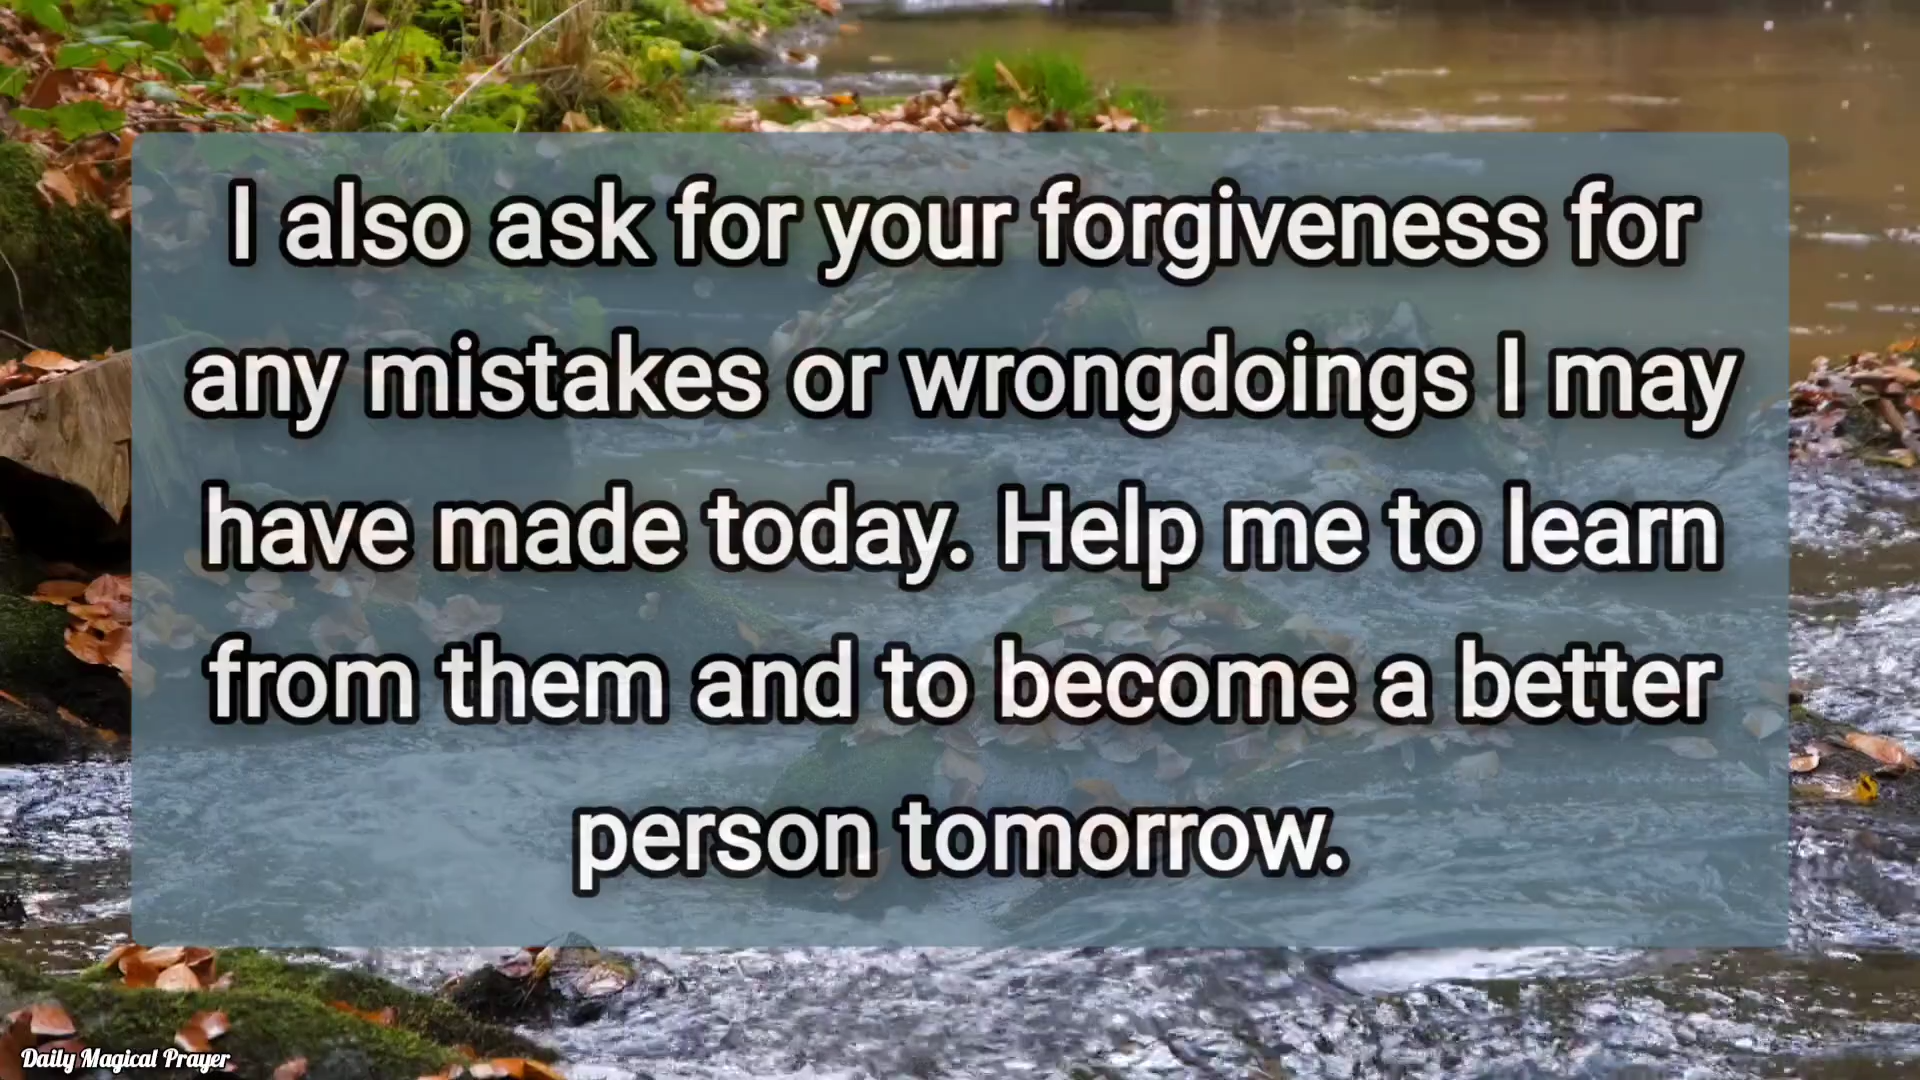 I also ask for your forgiveness for
any mistakes or wrongdoings I may
have made today. Help me to learn
from them and to become a better
person tomorrow.
Daily Magical Prayer